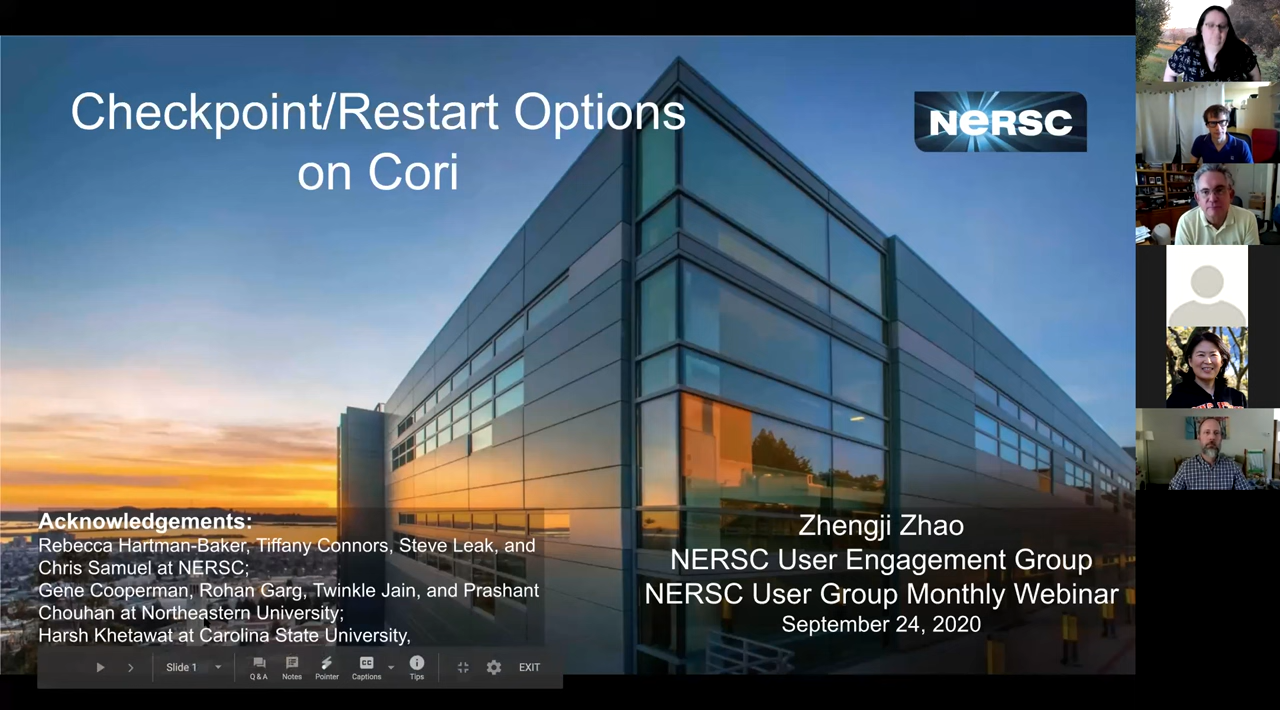 Checkpoint/Restart Options
on Cori
NERSC
Acknowledgements:
Rebecca Hartman-Baker, Tiffany Connors, Steve Leak, and
Chris Samuel at NERSC;
Gene Cooperman, Rohan Garg, Twinkle Jain, and Prashant
Chouhan at Northeastern University;
Harsh Khetawat at Carolina State University,
Zhengji Zhao
NERSC User Engagement Group
NERSC User Group Monthly Webinar
September 24, 2020
Slide 1
Q & A
Notes
Pointer
CC
Captions
Tips
EXIT